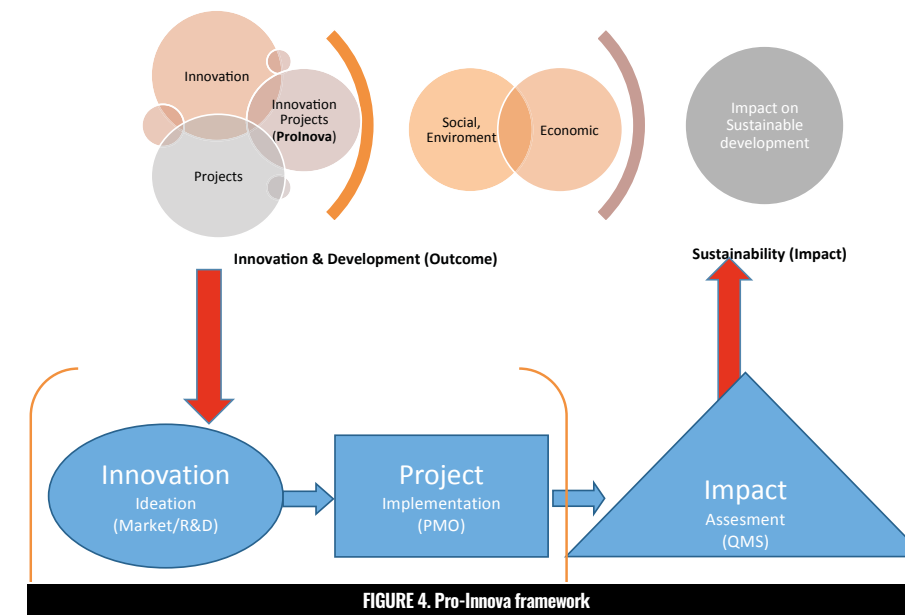 Innovation
Innovation
Projects
(ProInova)
Projects
Social,
Enviroment
Economic
Impact on
Sustainable
development
Innovation & Development (Outcome)
Sustainability (Impact)
Innovation
Ideation
(Market/R&D)
Project
Implementation
(PMO)
Impact
Assesment
(QMS)
FIGURE 4. Pro-Innova framework